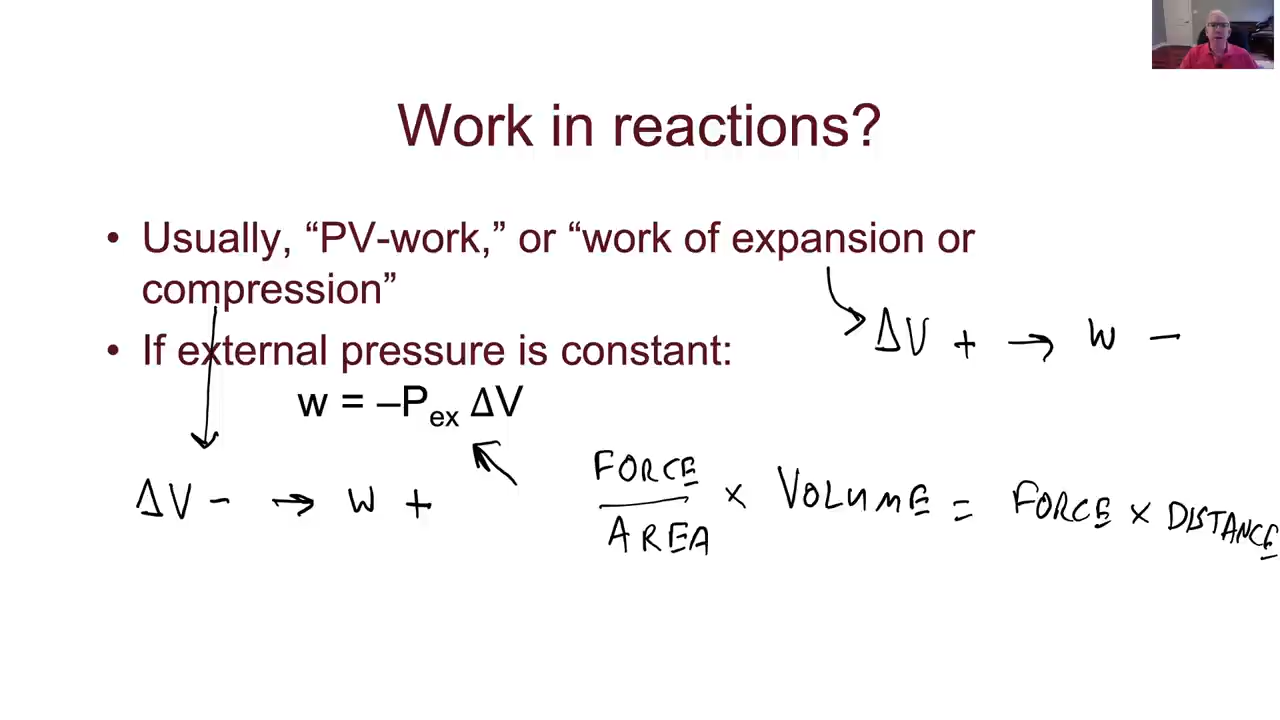 Work in reactions?
• Usually, “PV-work,” or “work of expansion or
compression”
ΔV + → w −
• If external pressure is constant:
w = –Pex ΔV
ΔV − → w +
FORCE / AREA × VOLUME = FORCE × DISTANCE